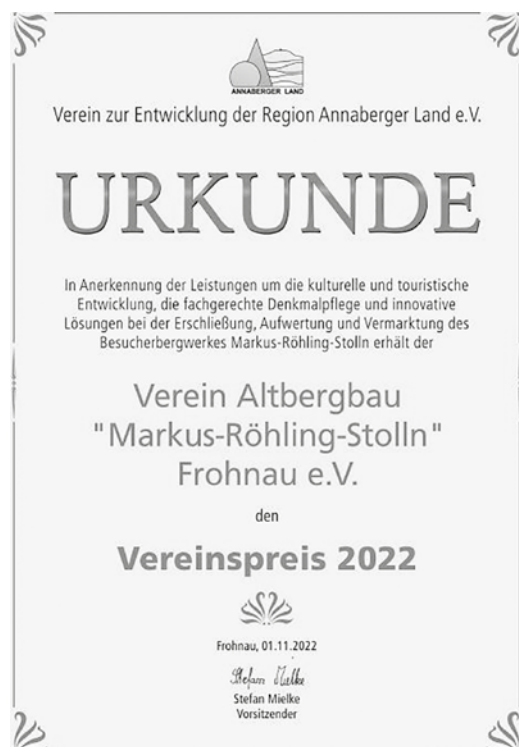 ANNABERGER LAND
Verein zur Entwicklung der Region Annaberger Land e.V.
URKUNDE
In Anerkennung der Leistungen um die kulturelle und touristische
Entwicklung, die fachgerechte Denkmalpflege und innovative
Lösungen bei der Erschließung, Aufwertung und Vermarktung des
Besucherbergwerkes Markus-Röhling-Stolln erhält der
Verein Altbergbau
"Markus-Röhling-Stolln"
Frohnau e.V.
den
Vereinspreis 2022
Frohnau, 01.11.2022
Stefan Mielke
Stefan Mielke
Vorsitzender